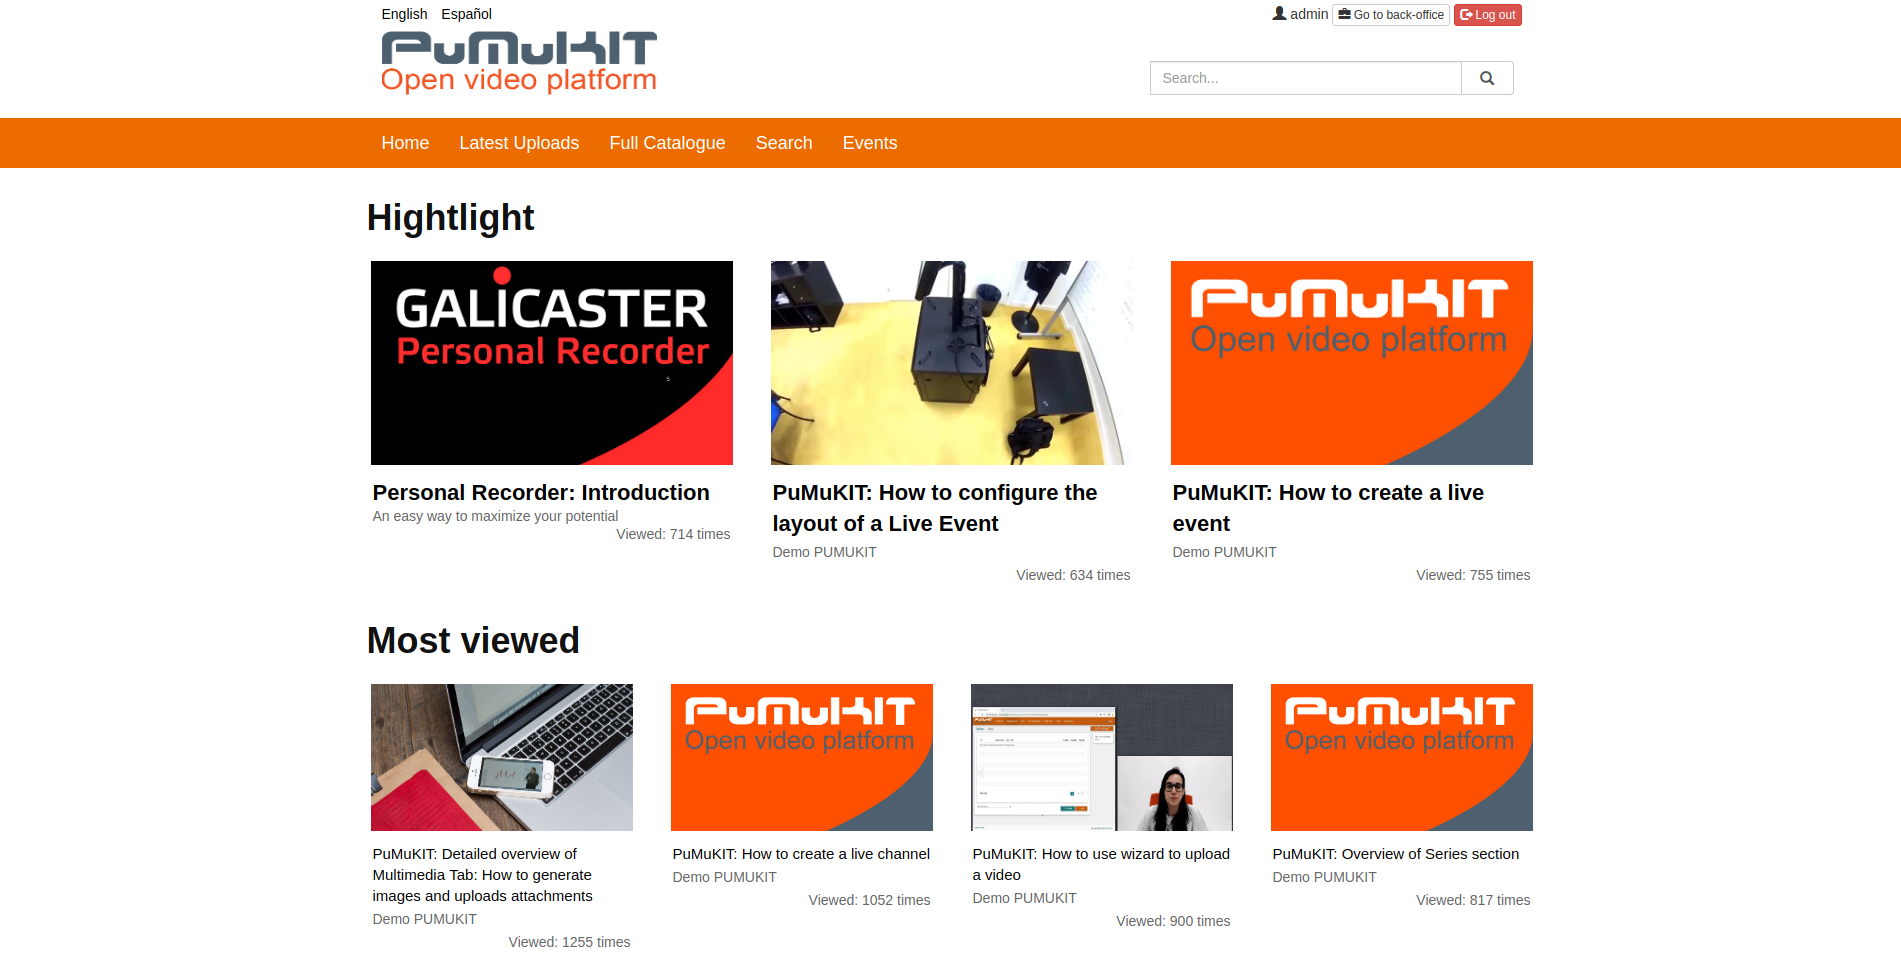 English Español
admin Go to back-office Log out
PuMuKIT
Open video platform
Search...
Home Latest Uploads Full Catalogue Search Events
Hightlight
GALiCASTER
Personal Recorder
5
PuMuKIT
Open video platform
Personal Recorder: Introduction
An easy way to maximize your potential
Viewed: 714 times
PuMuKIT: How to configure the
layout of a Live Event
Demo PUMUKIT
Viewed: 634 times
PuMuKIT: How to create a live
event
Demo PUMUKIT
Viewed: 755 times
Most viewed
PuMuKIT
Open video platform
PuMuKIT
PuMuKIT
Open video platform
PuMuKIT: Detailed overview of
Multimedia Tab: How to generate
images and uploads attachments
Demo PUMUKIT
Viewed: 1255 times
PuMuKIT: How to create a live channel
Demo PUMUKIT
Viewed: 1052 times
PuMuKIT: How to use wizard to upload
a video
Demo PUMUKIT
Viewed: 900 times
PuMuKIT: Overview of Series section
Demo PUMUKIT
Viewed: 817 times